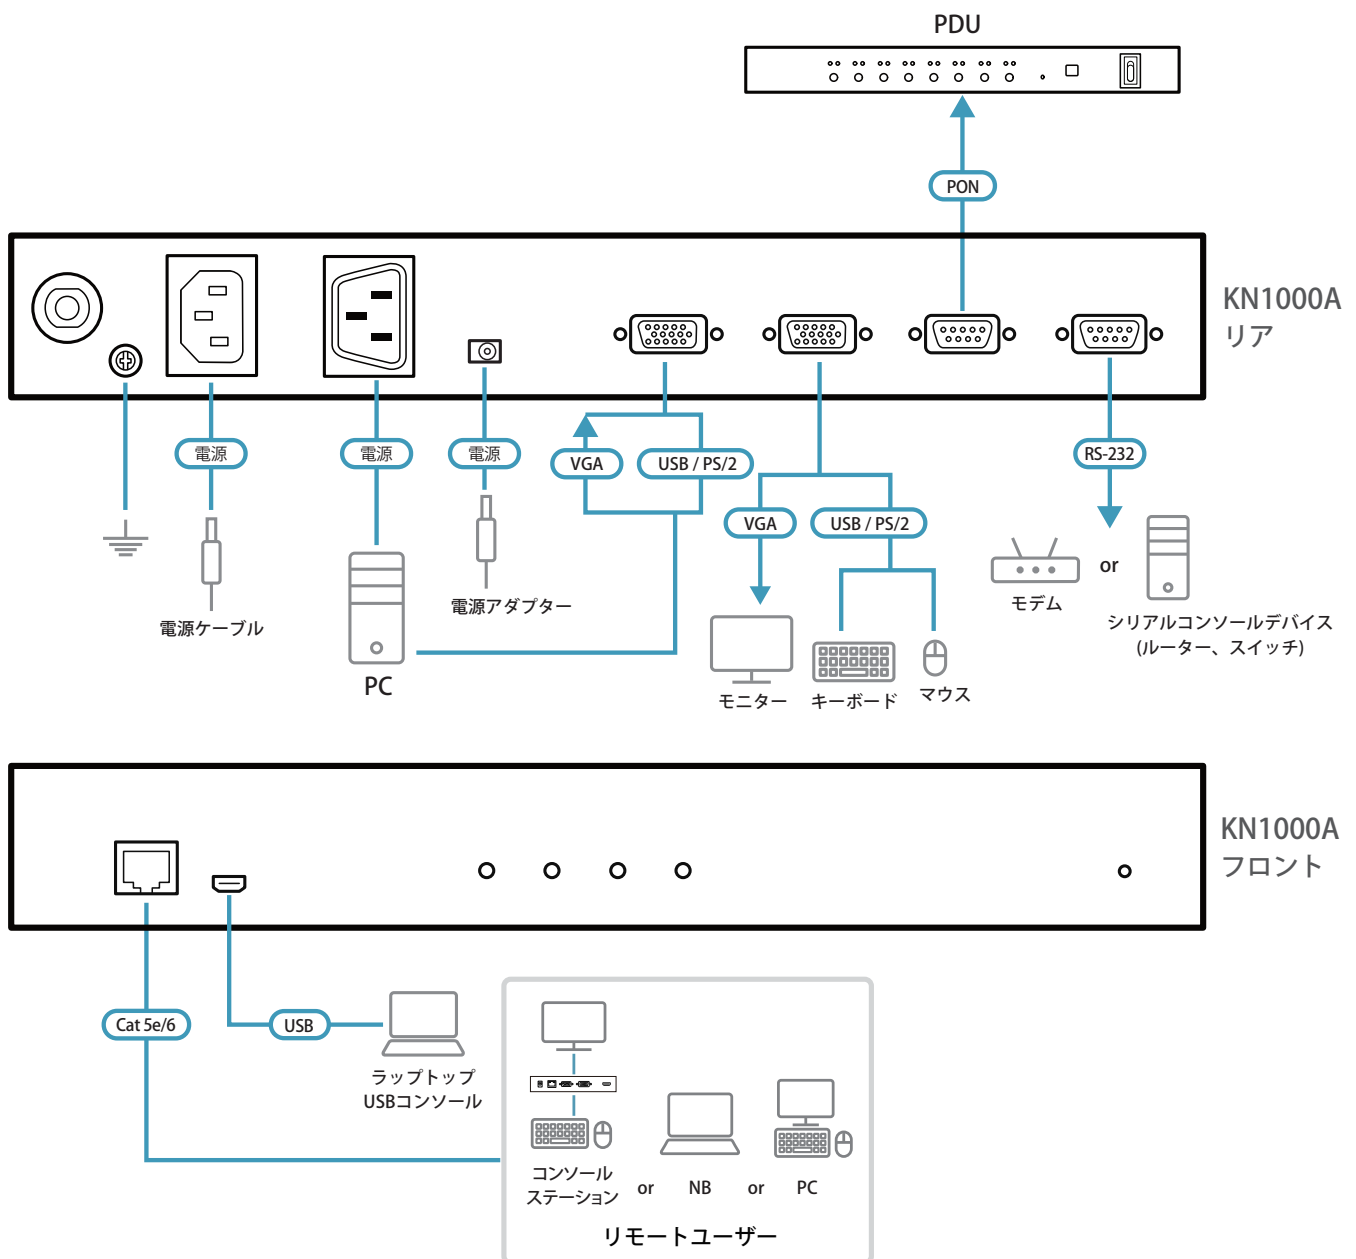 PDU
PON
KN1000A
リア
電源
電源
電源
VGA
USB / PS/2
RS-232
VGA
USB / PS/2
or
モデム
電源アダプター
電源ケーブル
シリアルコンソールデバイス
(ルーター、スイッチ)
PC
モニター
キーボード
マウス
KN1000A
フロント
Cat 5e/6
USB
ラップトップ
USBコンソール
コンソール
ステーション
or
NB
or
PC
リモートユーザー